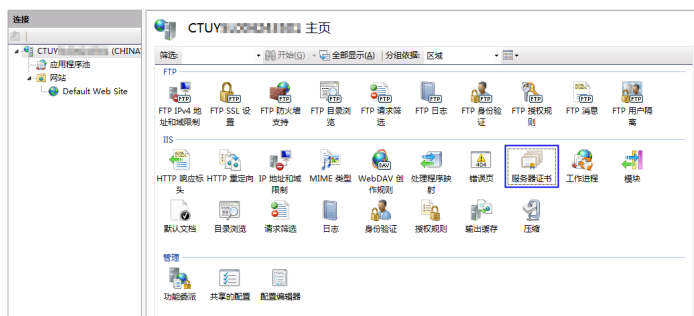 连接
CTUY (CHINA
应用程序池
网站
Default Web Site
CTUY 主页
筛选: 开始(G) 全部显示(A) 分组依据: 区域
FTP
FTP IPv4 地址和域限制
FTP SSL 设置
FTP 防火墙支持
FTP 目录浏览
FTP 请求筛选
FTP 日志
FTP 身份验证
FTP 授权规则
FTP 消息
FTP 用户隔离
IIS
HTTP 响应标头
HTTP 重定向
IP 地址和域限制
MIME 类型
WebDAV 创作规则
处理程序映射
错误页
服务器证书
工作进程
模块
默认文档
目录浏览
请求筛选
日志
身份验证
授权规则
输出缓存
压缩
管理
功能委派
共享的配置
配置编辑器